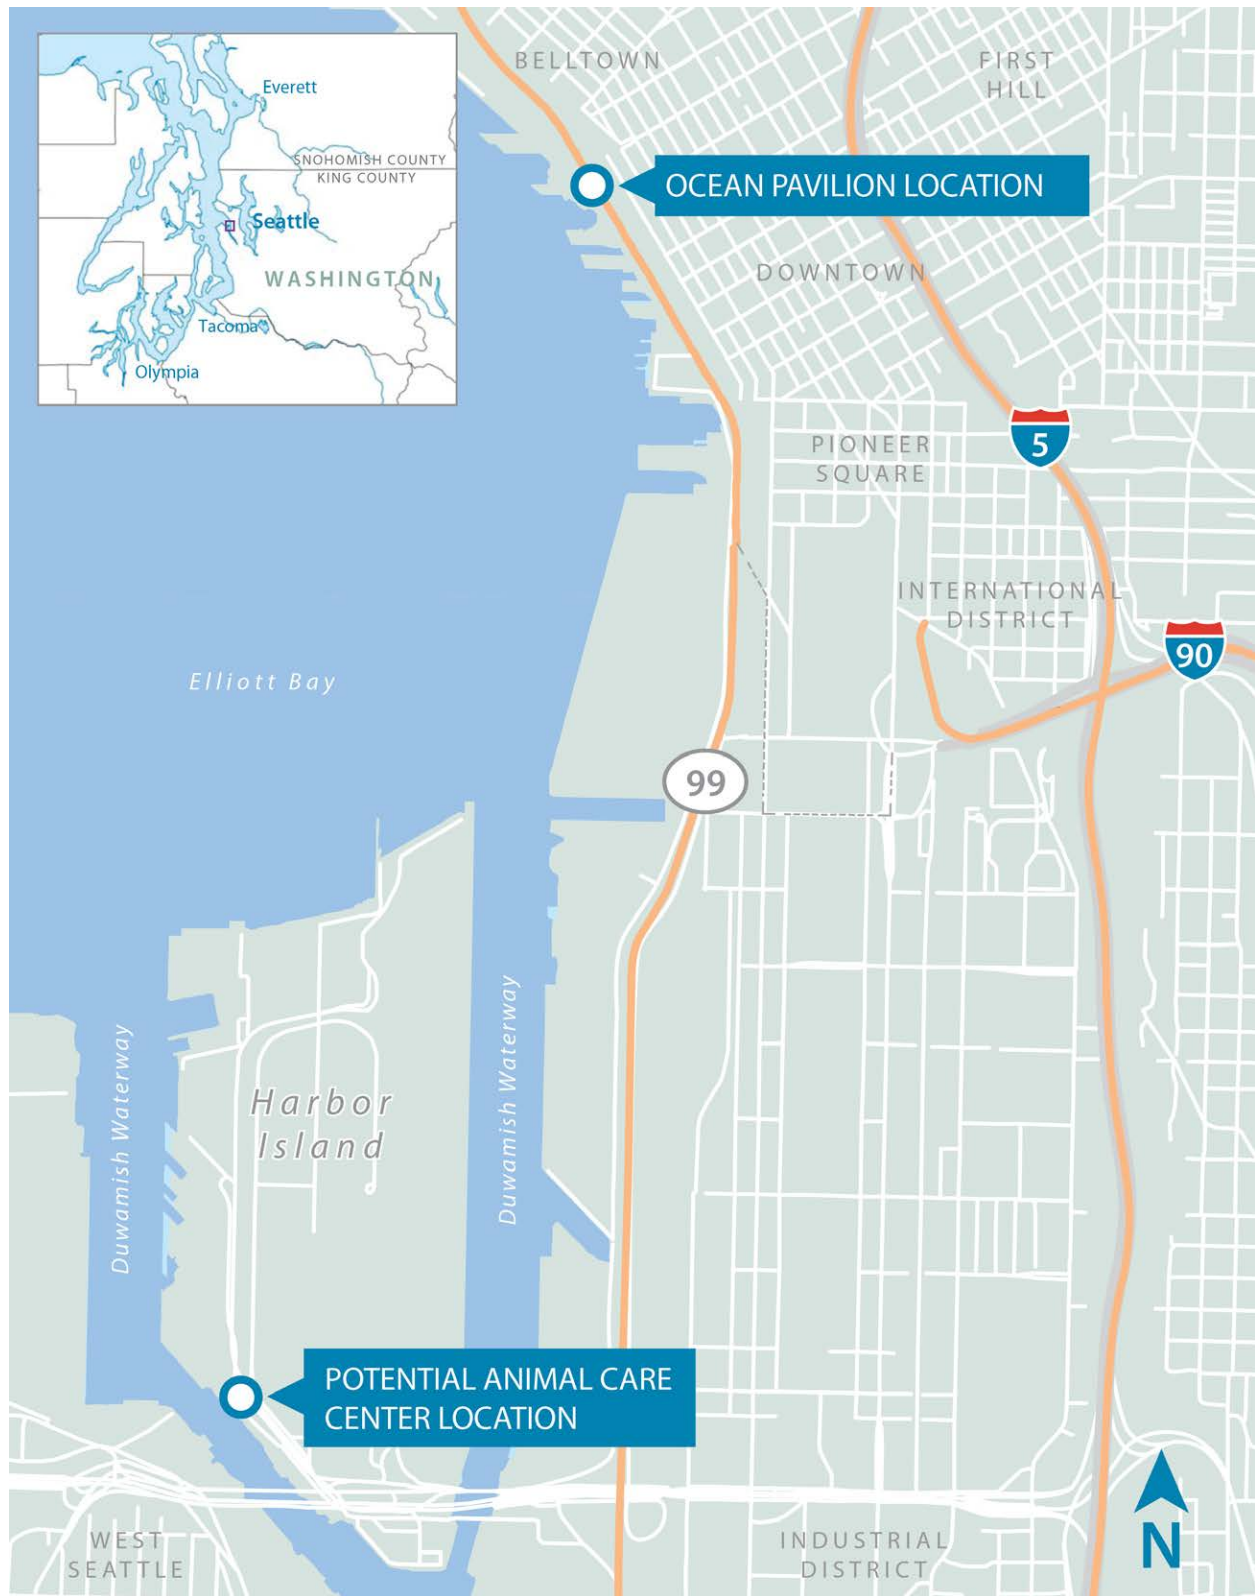 BELLTOWN
FIRST
HILL
Everett
SNOHOMISH COUNTY
KING COUNTY
Seattle
WASHINGTON
Tacoma
Olympia
OCEAN PAVILION LOCATION
DOWNTOWN
PIONEER
SQUARE
5
INTERNATIONAL
DISTRICT
90
Elliott Bay
99
Duwamish Waterway
Harbor
Island
Duwamish Waterway
POTENTIAL ANIMAL CARE
CENTER LOCATION
WEST
SEATTLE
INDUSTRIAL
DISTRICT
N